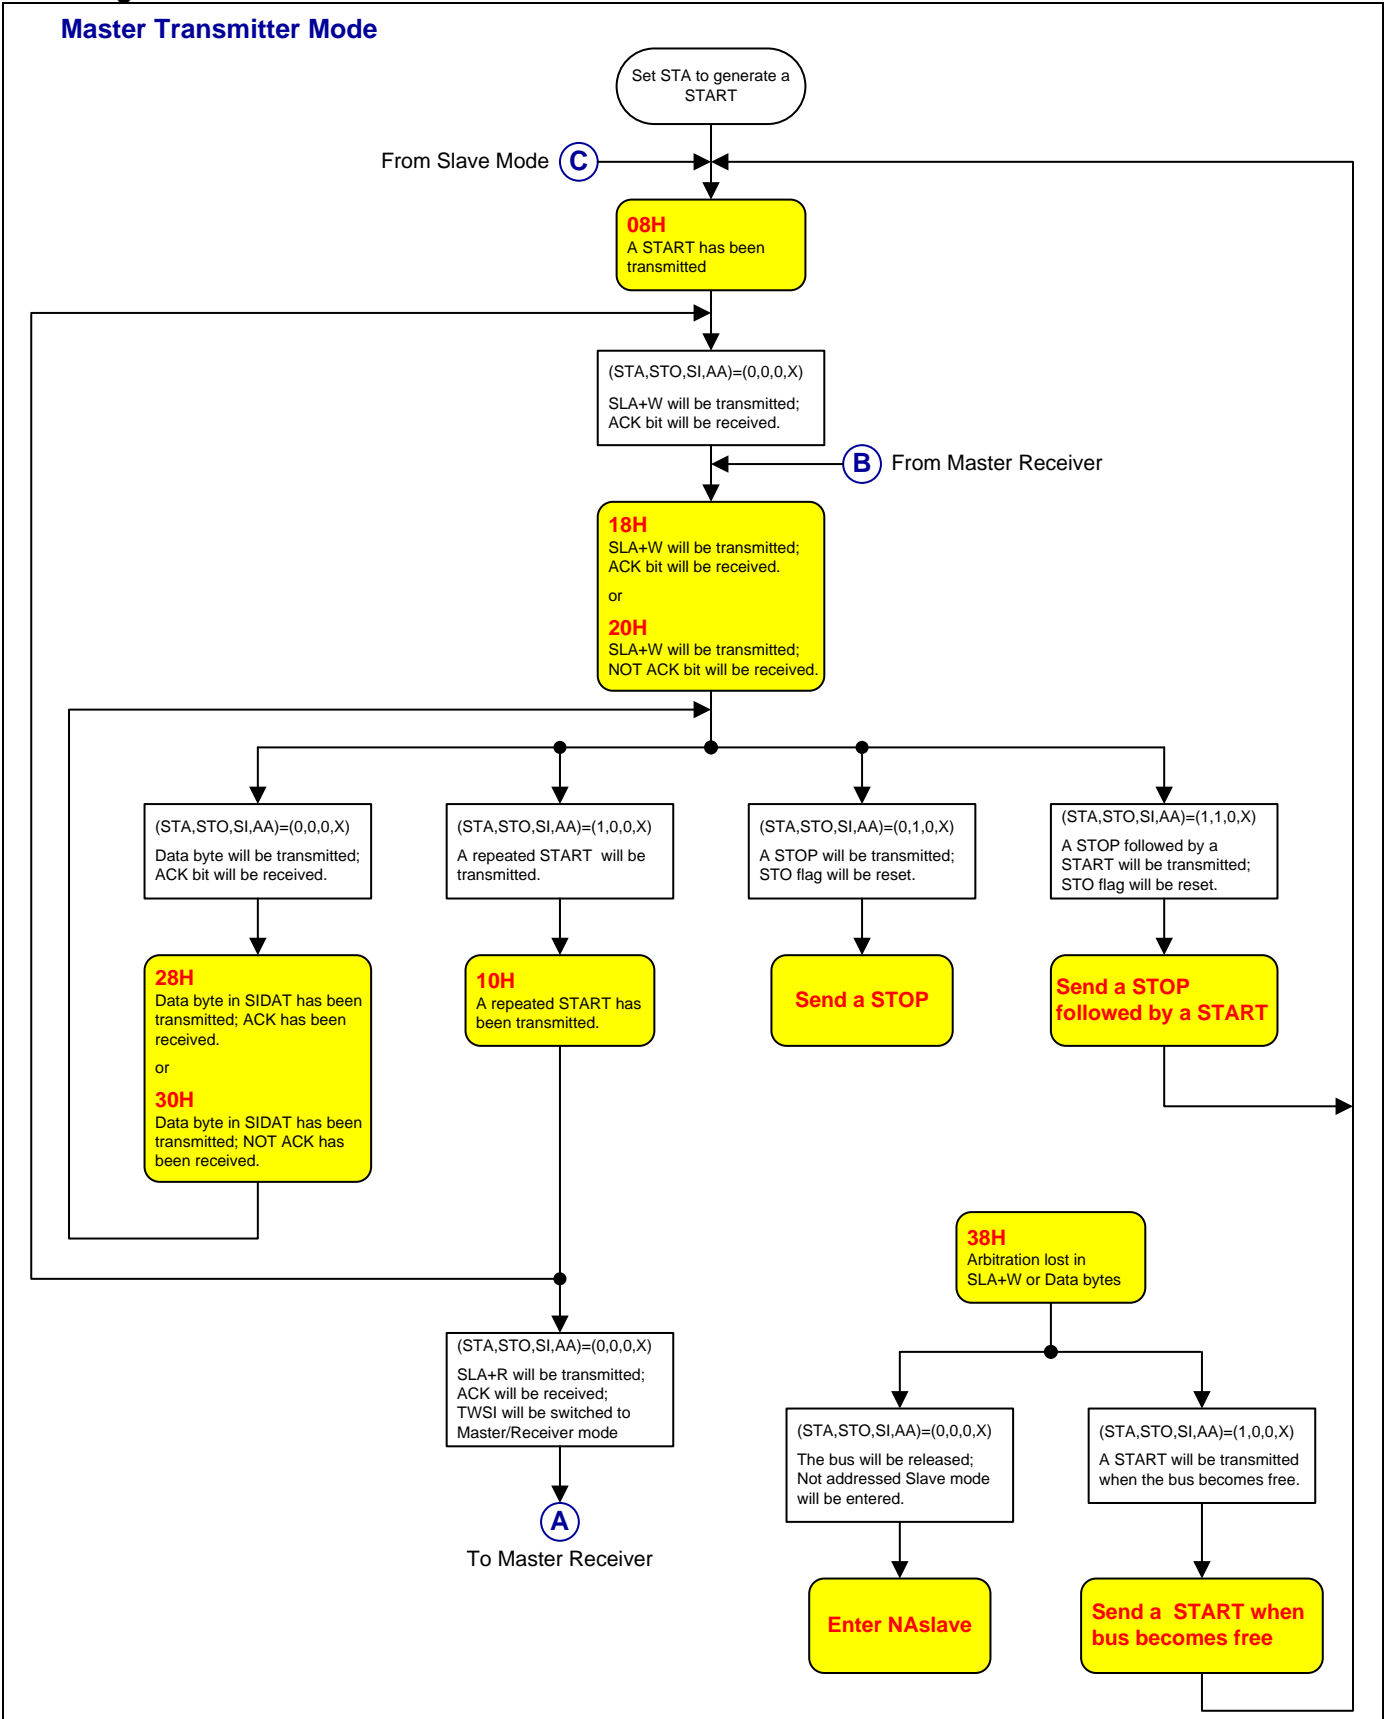 Master Transmitter Mode
Set STA to generate a
START
From Slave Mode
C
08H
A START has been
transmitted
(STA,STO,SI,AA)=(0,0,0,X)
SLA+W will be transmitted;
ACK bit will be received.
B
From Master Receiver
18H
SLA+W will be transmitted;
ACK bit will be received.
or
20H
SLA+W will be transmitted;
NOT ACK bit will be received.
(STA,STO,SI,AA)=(0,0,0,X)
Data byte will be transmitted;
ACK bit will be received.
(STA,STO,SI,AA)=(1,0,0,X)
A repeated START will be
transmitted.
(STA,STO,SI,AA)=(0,1,0,X)
A STOP will be transmitted;
STO flag will be reset.
(STA,STO,SI,AA)=(1,1,0,X)
A STOP followed by a
START will be transmitted;
STO flag will be reset.
28H
Data byte in SIDAT has been
transmitted; ACK has been
received.
or
30H
Data byte in SIDAT has been
transmitted; NOT ACK has
been received.
10H
A repeated START has
been transmitted.
Send a STOP
Send a STOP
followed by a START
38H
Arbitration lost in
SLA+W or Data bytes
(STA,STO,SI,AA)=(0,0,0,X)
SLA+R will be transmitted;
ACK will be received;
TWSI will be switched to
Master/Receiver mode
A
To Master Receiver
(STA,STO,SI,AA)=(0,0,0,X)
The bus will be released;
Not addressed Slave mode
will be entered.
(STA,STO,SI,AA)=(1,0,0,X)
A START will be transmitted
when the bus becomes free.
Enter NAslave
Send a START when
bus becomes free